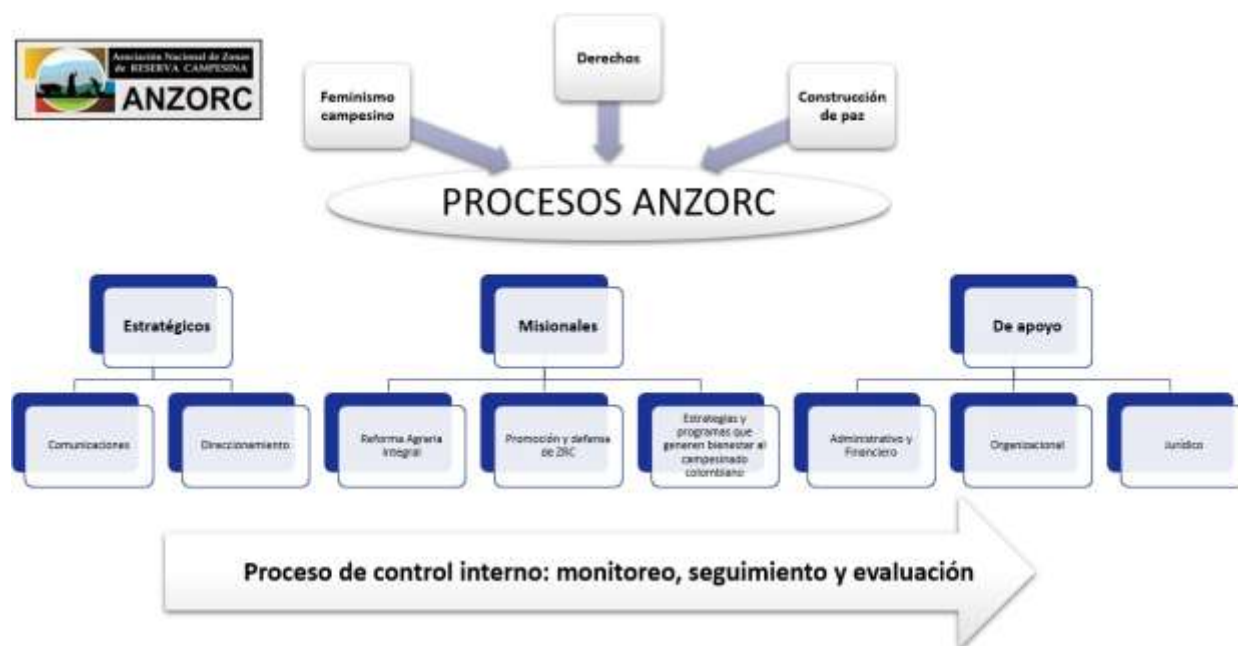 Asociación Nacional de Zonas
de RESERVA CAMPESINA
ANZORC
Derechos
Feminismo
campesino
Construcción
de paz
PROCESOS ANZORC
Estratégicos
Misionales
De apoyo
Comunicaciones
Direccionamiento
Reforma Agraria
Integral
Promoción y defensa
de ZRC
Estrategias y
programas que
generen bienestar al
campesinado
colombiano
Administrativo y
Financiero
Organizacional
Jurídico
Proceso de control interno: monitoreo, seguimiento y evaluación